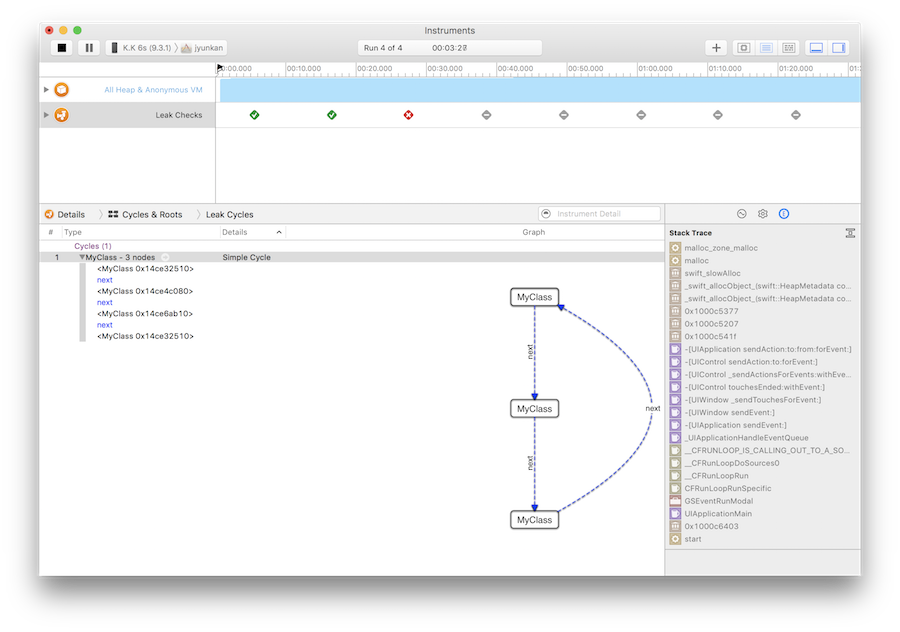 Instruments
K.K 6s (9.3.1) jyunkan
Run 4 of 4 00:03:27
00:00.000 00:10.000 00:20.000 00:30.000 00:40.000 00:50.000 01:00.000 01:10.000 01:20.000
All Heap & Anonymous VM
Leak Checks
Details Cycles & Roots Leak Cycles
Instrument Detail
# Type Details Graph
Cycles (1)
1 MyClass - 3 nodes Simple Cycle
<MyClass 0x14ce32510>
next
<MyClass 0x14ce4c080>
next
<MyClass 0x14ce6ab10>
next
<MyClass 0x14ce32510>
MyClass
next
MyClass
next
next
MyClass
Stack Trace
malloc_zone_malloc
malloc
swift_slowAlloc
_swift_allocObject_(swift::HeapMetadata co...
_swift_allocObject_(swift::HeapMetadata co...
0x1000c5377
0x1000c5207
0x1000c541f
-[UIApplication sendAction:to:from:forEvent:]
-[UIControl sendAction:to:forEvent:]
-[UIControl _sendActionsForEvents:withEve...
-[UIControl touchesEnded:withEvent:]
-[UIWindow _sendTouchesForEvent:]
-[UIWindow sendEvent:]
-[UIApplication sendEvent:]
_UIApplicationHandleEventQueue
__CFRUNLOOP_IS_CALLING_OUT_TO_A_SO...
__CFRunLoopDoSources0
__CFRunLoopRun
CFRunLoopRunSpecific
GSEventRunModal
UIApplicationMain
0x1000c6403
start